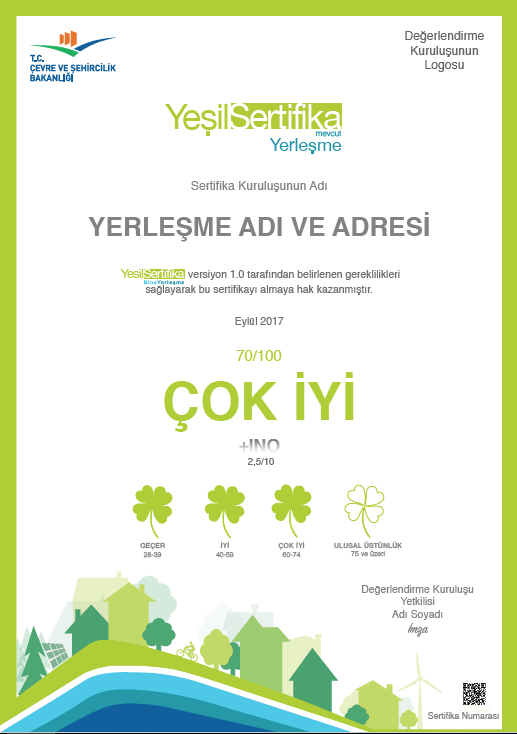 T.C.
ÇEVRE VE ŞEHİRCİLİK
BAKANLIĞI
Değerlendirme
Kuruluşunun
Logosu
YeşilSertifika
mevcut
Yerleşme
Sertifika Kuruluşunun Adı
YERLEŞME ADI VE ADRESİ
YeşilSertifika versiyon 1.0 tarafından belirlenen gereklilikleri
BinaYerleşme
sağlayarak bu sertifikayı almaya hak kazanmıştır.
Eylül 2017
70/100
ÇOK İYİ
+INO
2,5/10
GEÇER
28-39
İYİ
40-59
ÇOK İYİ
60-74
ULUSAL ÜSTÜNLÜK
75 ve üzeri
Değerlendirme Kuruluşu
Yetkilisi
Adı Soyadı
İmza
Sertifika Numarası